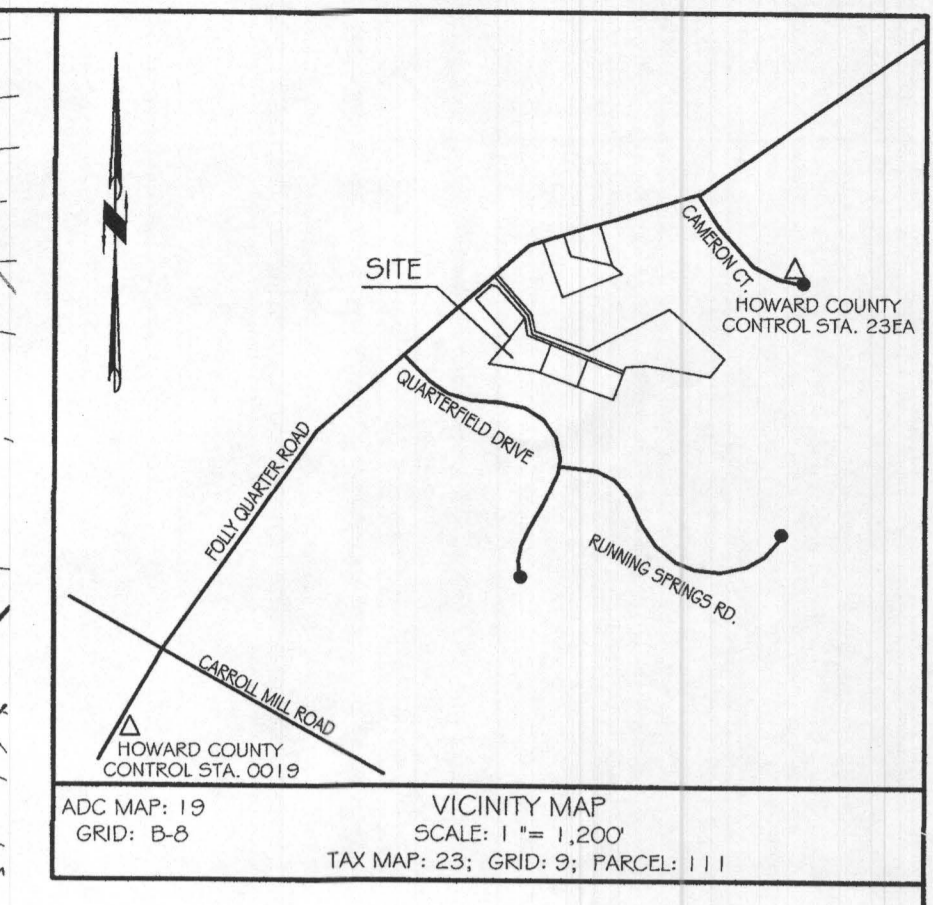 CAMERON CT.
SITE
HOWARD COUNTY
CONTROL STA. 23EA
QUARTERFIELD DRIVE
FOLLY QUARTER ROAD
RUNNING SPRINGS RD.
CARROLL MILL ROAD
HOWARD COUNTY
CONTROL STA. 0019
ADC MAP: 19
GRID: B-8
VICINITY MAP
SCALE: 1 "= 1,200'
TAX MAP: 23; GRID: 9; PARCEL: 111